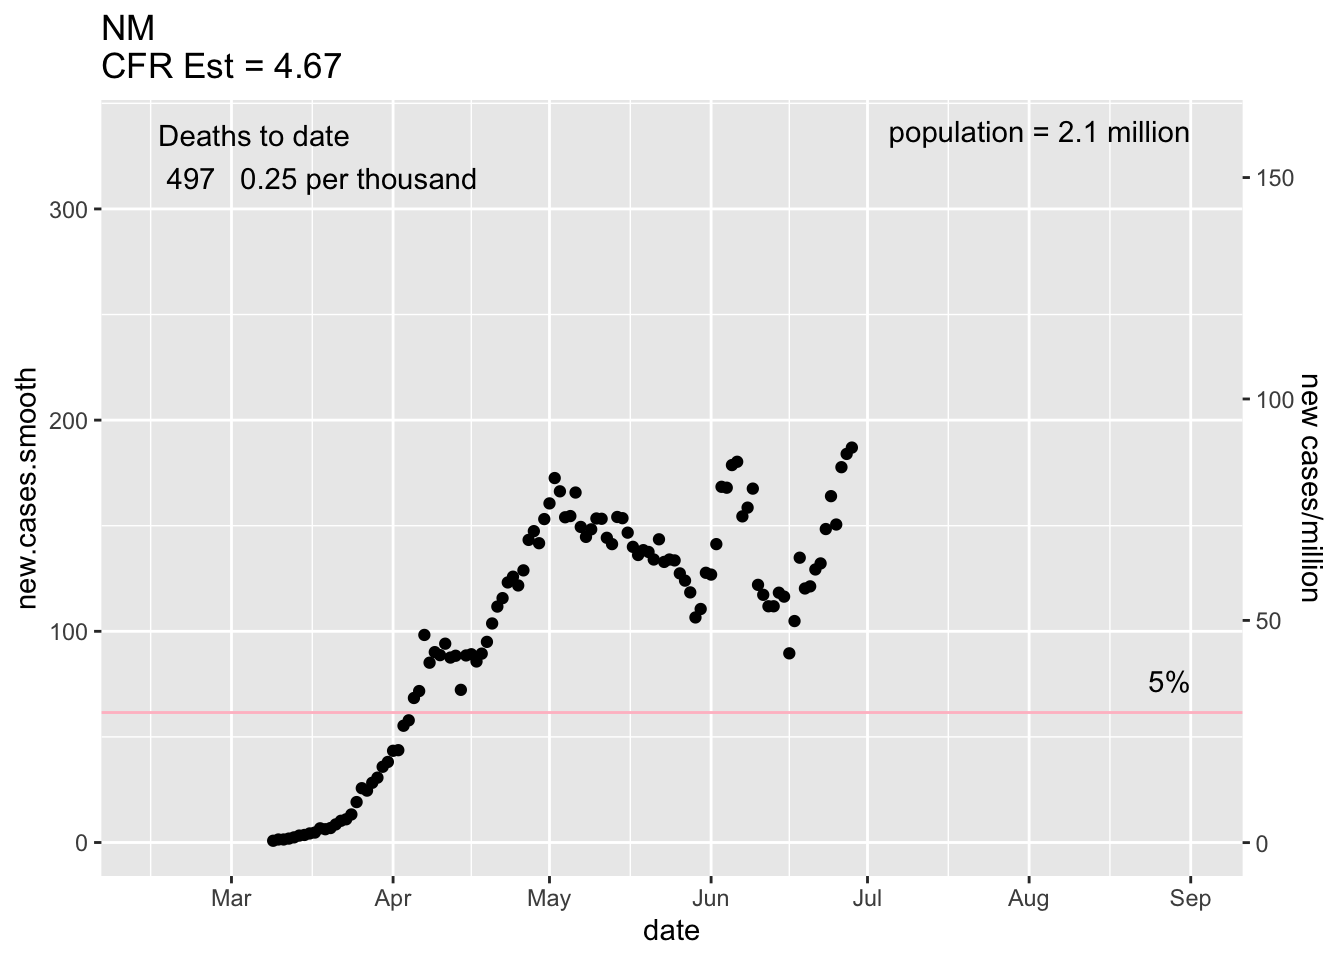 NM
CFR Est = 4.67
Deaths to date
497 0.25 per thousand
population = 2.1 million
300
200
100
0
new.cases.smooth
150
100
50
0
new cases/million
5%
Mar Apr May Jun Jul Aug Sep
date